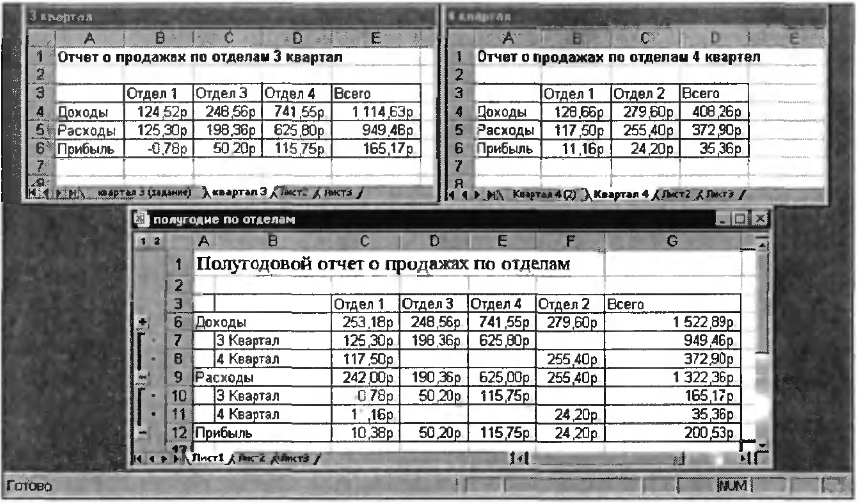 3 квартал
A B C D E
1 Отчет о продажах по отделам 3 квартал
2
3 Отдел 1 Отдел 3 Отдел 4 Всего
4 Доходы 124,52р 248,56р 741,55р 1 114,63р
5 Расходы 125,30р 198,36р 625,80р 949,46р
6 Прибыль -0,78р 50,20р 115,75р 165,17р
7
8
квартал 3 (задание) квартал 3 Лист2 Лист3
4 квартал
A B C D E
1 Отчет о продажах по отделам 4 квартал
2
3 Отдел 1 Отдел 2 Всего
4 Доходы 128,66р 279,60р 408,26р
5 Расходы 117,50р 255,40р 372,90р
6 Прибыль 11,16р 24,20р 35,36р
7
8
Квартал 4 (2) Квартал 4 Лист2 Лист3
полугодие по отделам
1 2 A B C D E F G
1 Полугодовой отчет о продажах по отделам
2
3 Отдел 1 Отдел 3 Отдел 4 Отдел 2 Всего
6 Доходы 253,18р 248,56р 741,55р 279,60р 1 522,89р
7 3 Квартал 125,30р 198,36р 625,80р 949,46р
8 4 Квартал 117,50р 255,40р 372,90р
9 Расходы 242,00р 190,36р 625,00р 255,40р 1 322,36р
10 3 Квартал 0,78р 50,20р 115,75р 165,17р
11 4 Квартал ,16р 24,20р 35,36р
12 Прибыль 10,38р 50,20р 115,75р 24,20р 200,53р
Лист1 Лист2 Лист3
Готово NUM